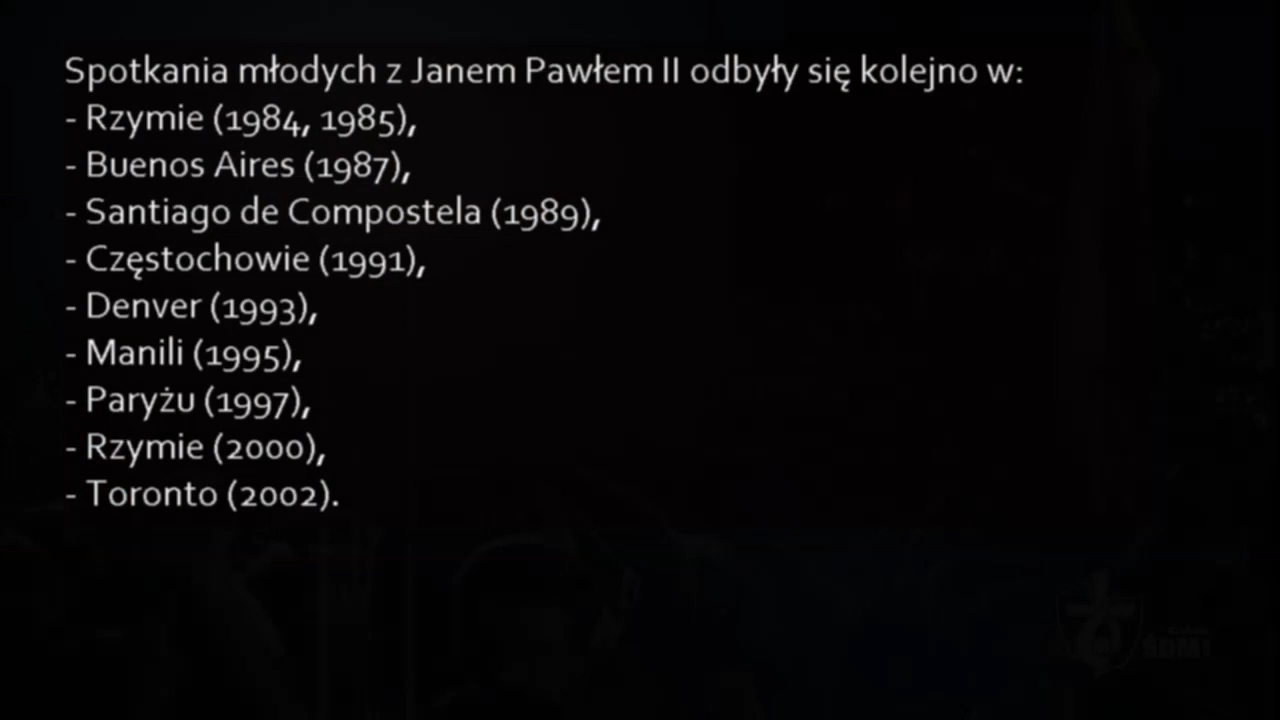 Spotkania młodych z Janem Pawłem II odbyły się kolejno w:
- Rzymie (1984, 1985),
- Buenos Aires (1987),
- Santiago de Compostela (1989),
- Częstochowie (1991),
- Denver (1993),
- Manili (1995),
- Paryżu (1997),
- Rzymie (2000),
- Toronto (2002).
ŚDM